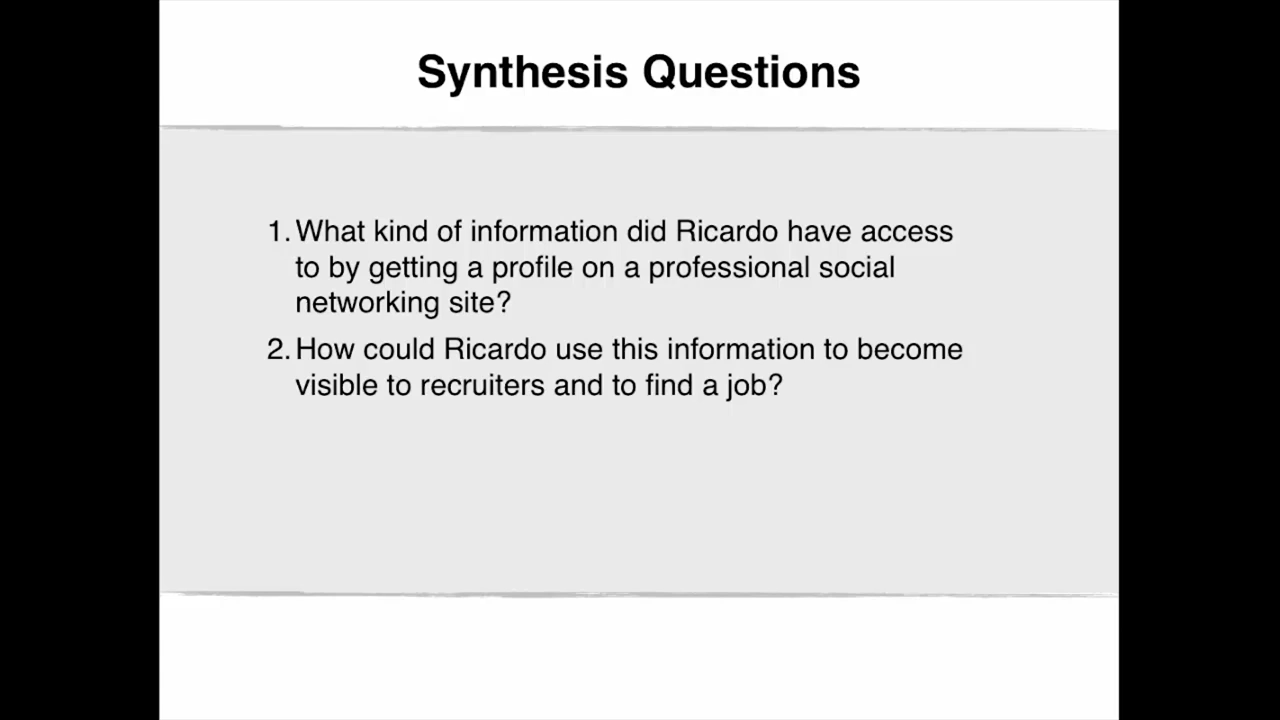 Synthesis Questions
1. What kind of information did Ricardo have access
to by getting a profile on a professional social
networking site?
2. How could Ricardo use this information to become
visible to recruiters and to find a job?